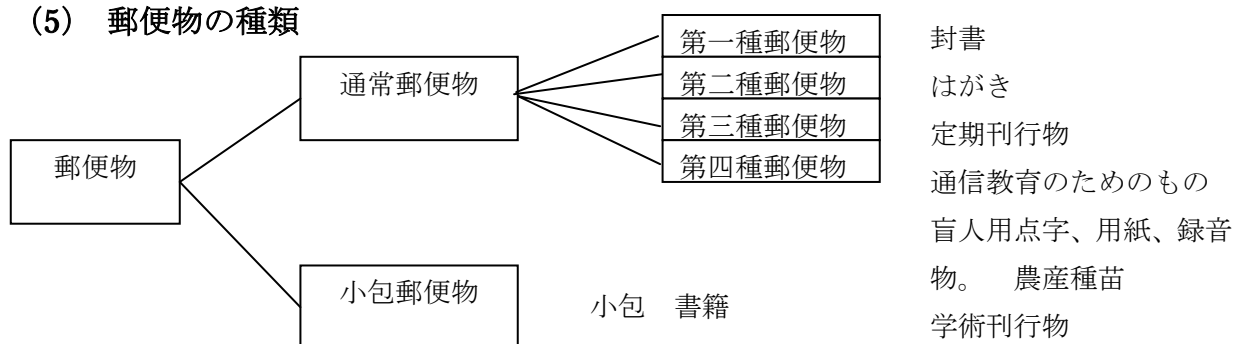 (5) 郵便物の種類
郵便物
通常郵便物
小包郵便物
第一種郵便物
第二種郵便物
第三種郵便物
第四種郵便物
小包 書籍
封書
はがき
定期刊行物
通信教育のためのもの
盲人用点字、用紙、録音
物。 農産種苗
学術刊行物